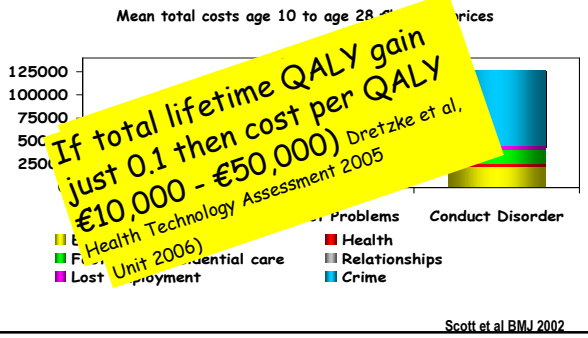 Mean total costs age 10 to age 28 prices
125000
100000
75000
If total lifetime QALY gain
just 0.1 then cost per QALY
€10,000 - €50,000) Dretzke et al,
Health Technology Assessment 2005
Unit 2006)
Problems Conduct Disorder
Health
Relationships
Lost
Crime
Scott et al BMJ 2002